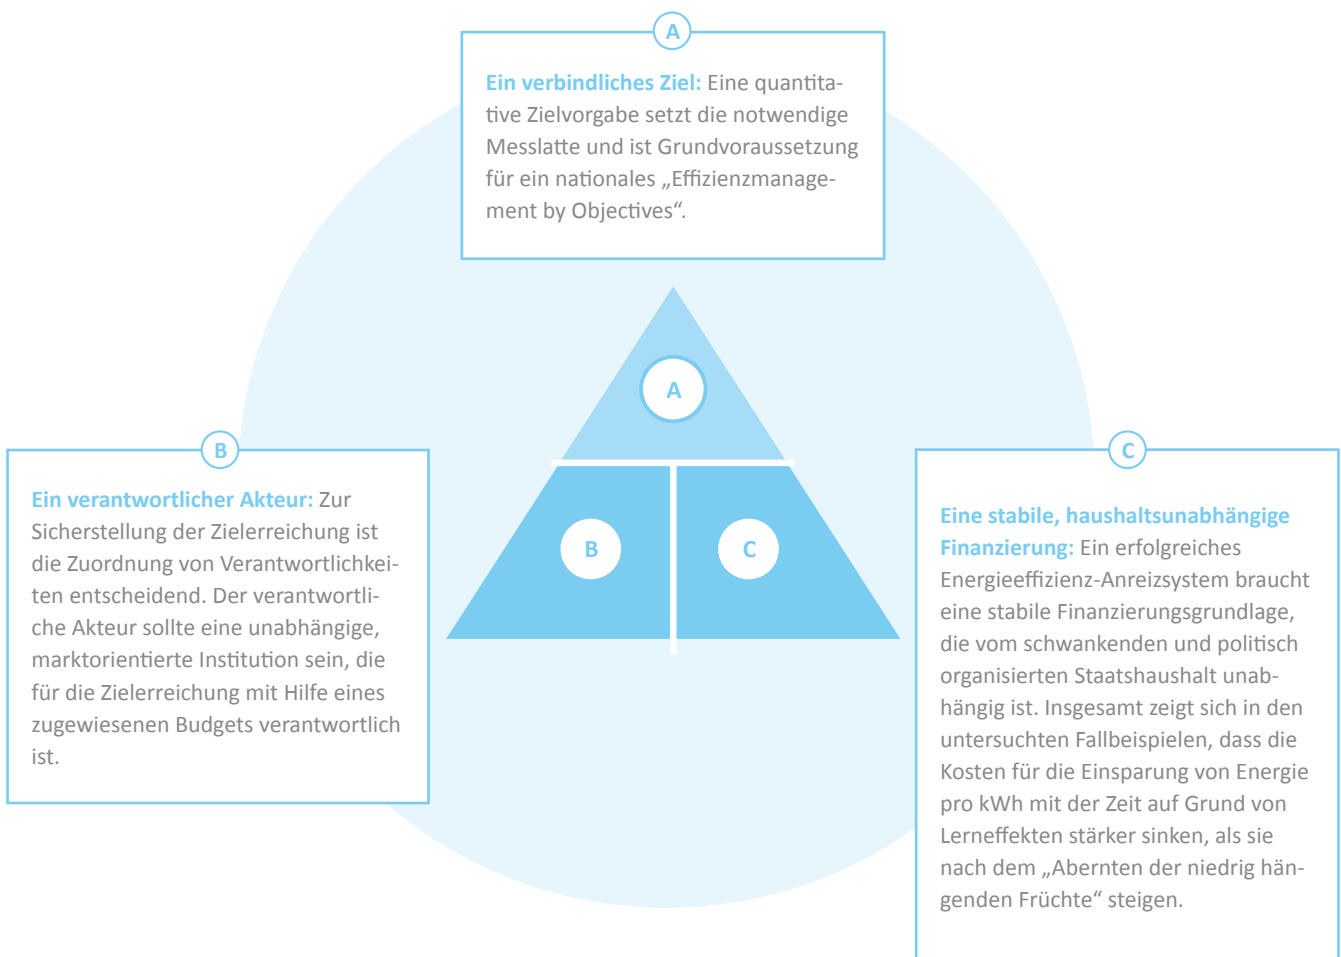 A
Ein verbindliches Ziel: Eine quantita-
tive Zielvorgabe setzt die notwendige
Messlatte und ist Grundvoraussetzung
für ein nationales „Effizienzmanage-
ment by Objectives“.
A
B
Ein verantwortlicher Akteur: Zur
Sicherstellung der Zielerreichung ist
die Zuordnung von Verantwortlichkei-
ten entscheidend. Der verantwortli-
che Akteur sollte eine unabhängige,
marktorientierte Institution sein, die
für die Zielerreichung mit Hilfe eines
zugewiesenen Budgets verantwortlich
ist.
B
C
C
Eine stabile, haushaltsunabhängige
Finanzierung: Ein erfolgreiches
Energieeffizienz-Anreizsystem braucht
eine stabile Finanzierungsgrundlage,
die vom schwankenden und politisch
organisierten Staatshaushalt unab-
hängig ist. Insgesamt zeigt sich in den
untersuchten Fallbeispielen, dass die
Kosten für die Einsparung von Energie
pro kWh mit der Zeit auf Grund von
Lerneffekten stärker sinken, als sie
nach dem „Abernten der niedrig hän-
genden Früchte“ steigen.